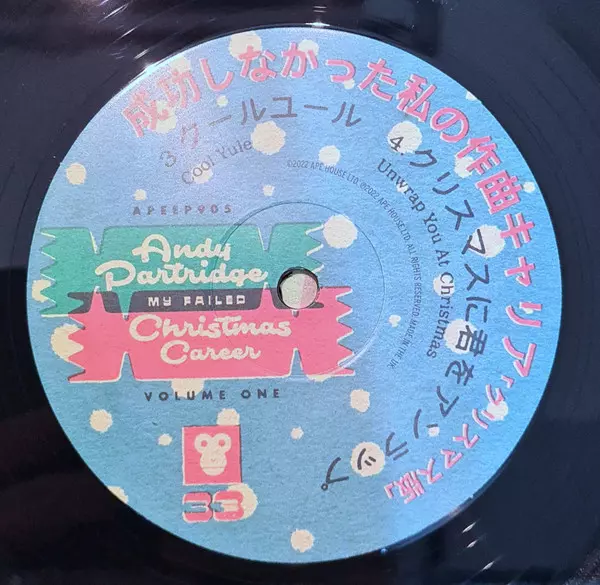 成功しなかった私の作曲キャリア「クリスマス版」
3.クールユール
Cool Yule
4.クリスマスに君をアンラップ
Unwrap You At Christmas
©2022 APE HOUSE LTD. ℗2022 APE HOUSE LTD. ALL RIGHTS RESERVED. MADE IN THE UK.
APEEP905
Andy
Partridge
MY FAILED
Christmas
Career
VOLUME ONE
33